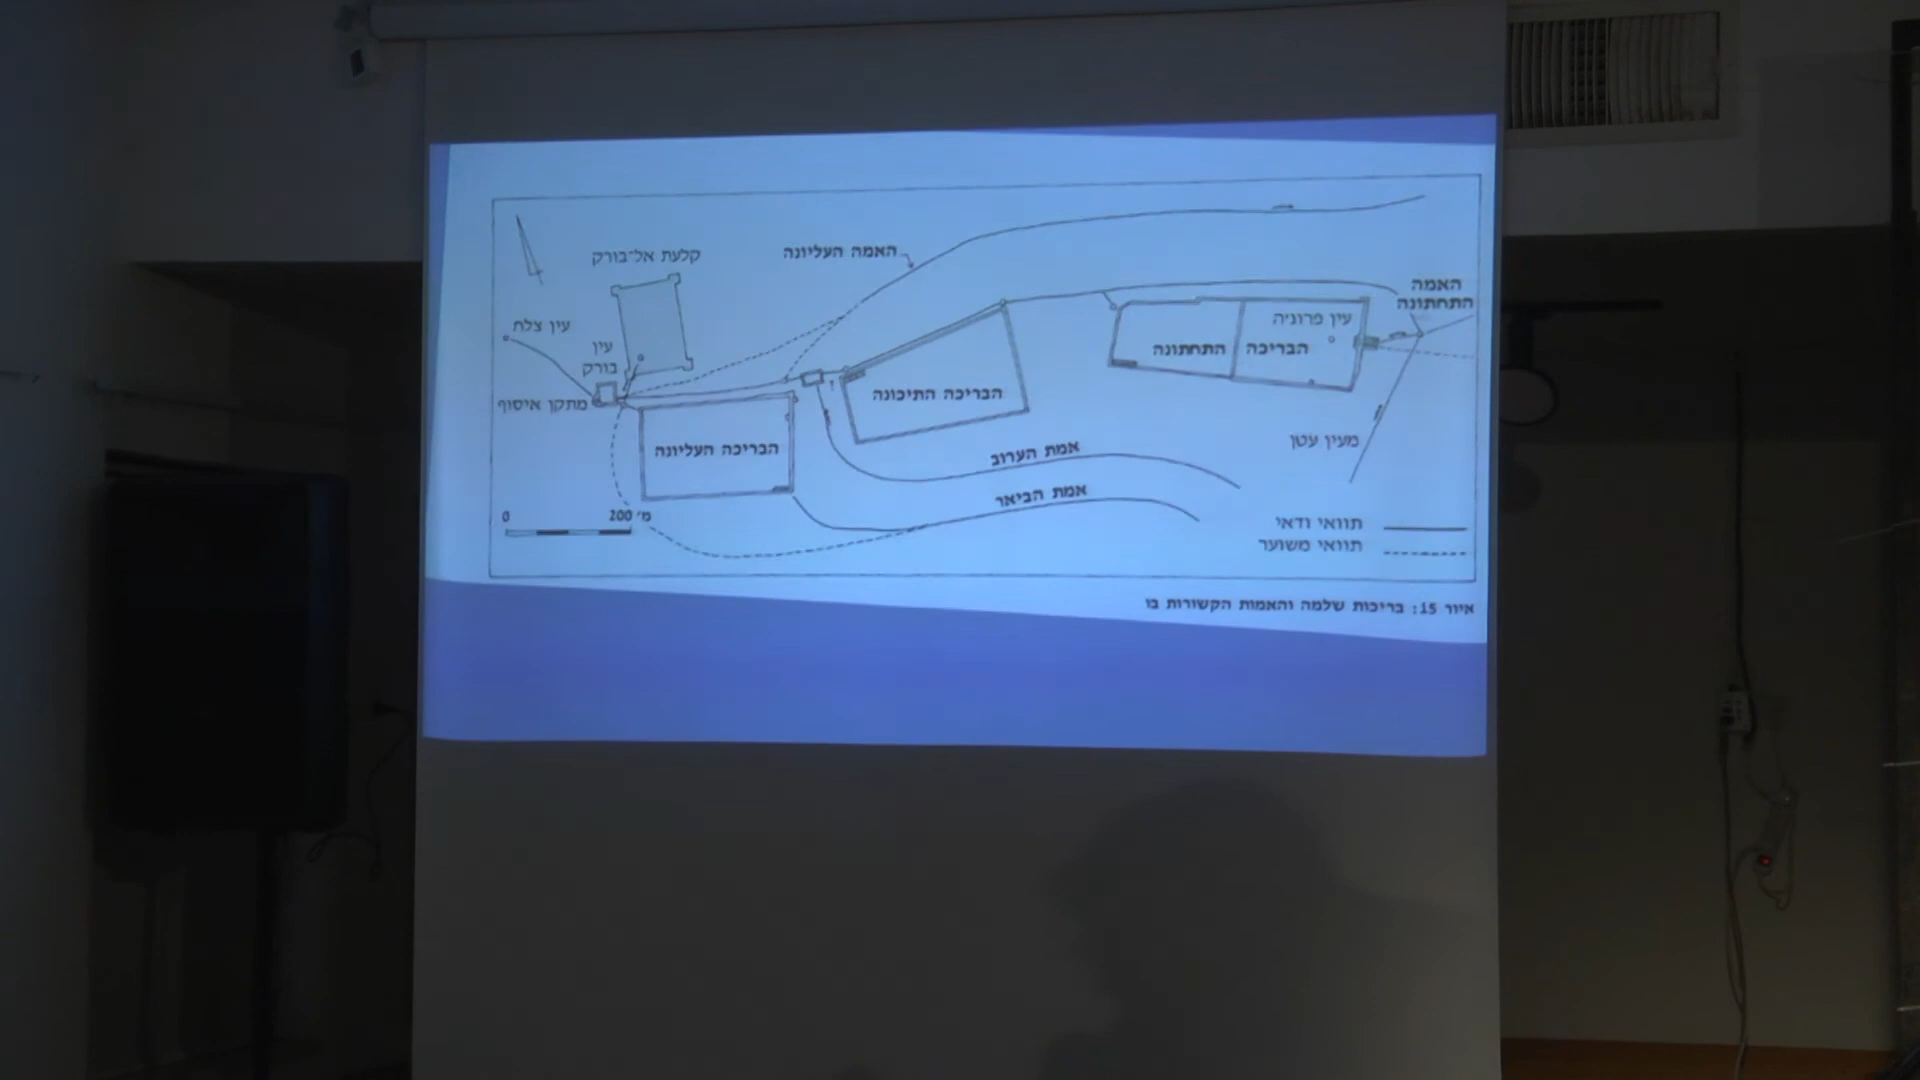 האמה העליונה
קלעת אל־בורק
האמה
התחתונה
עין צלח
עין פרוג'ה
עין
בורק
הבריכה התחתונה
מתקן איסוף
הבריכה התיכונה
הבריכה העליונה
מעין עטן
אמת הערוב
אמת הביאר
0 200 מ'
תוואי ודאי
תוואי משוער
איור 15: בריכות שלמה והאמות הקשורות בו